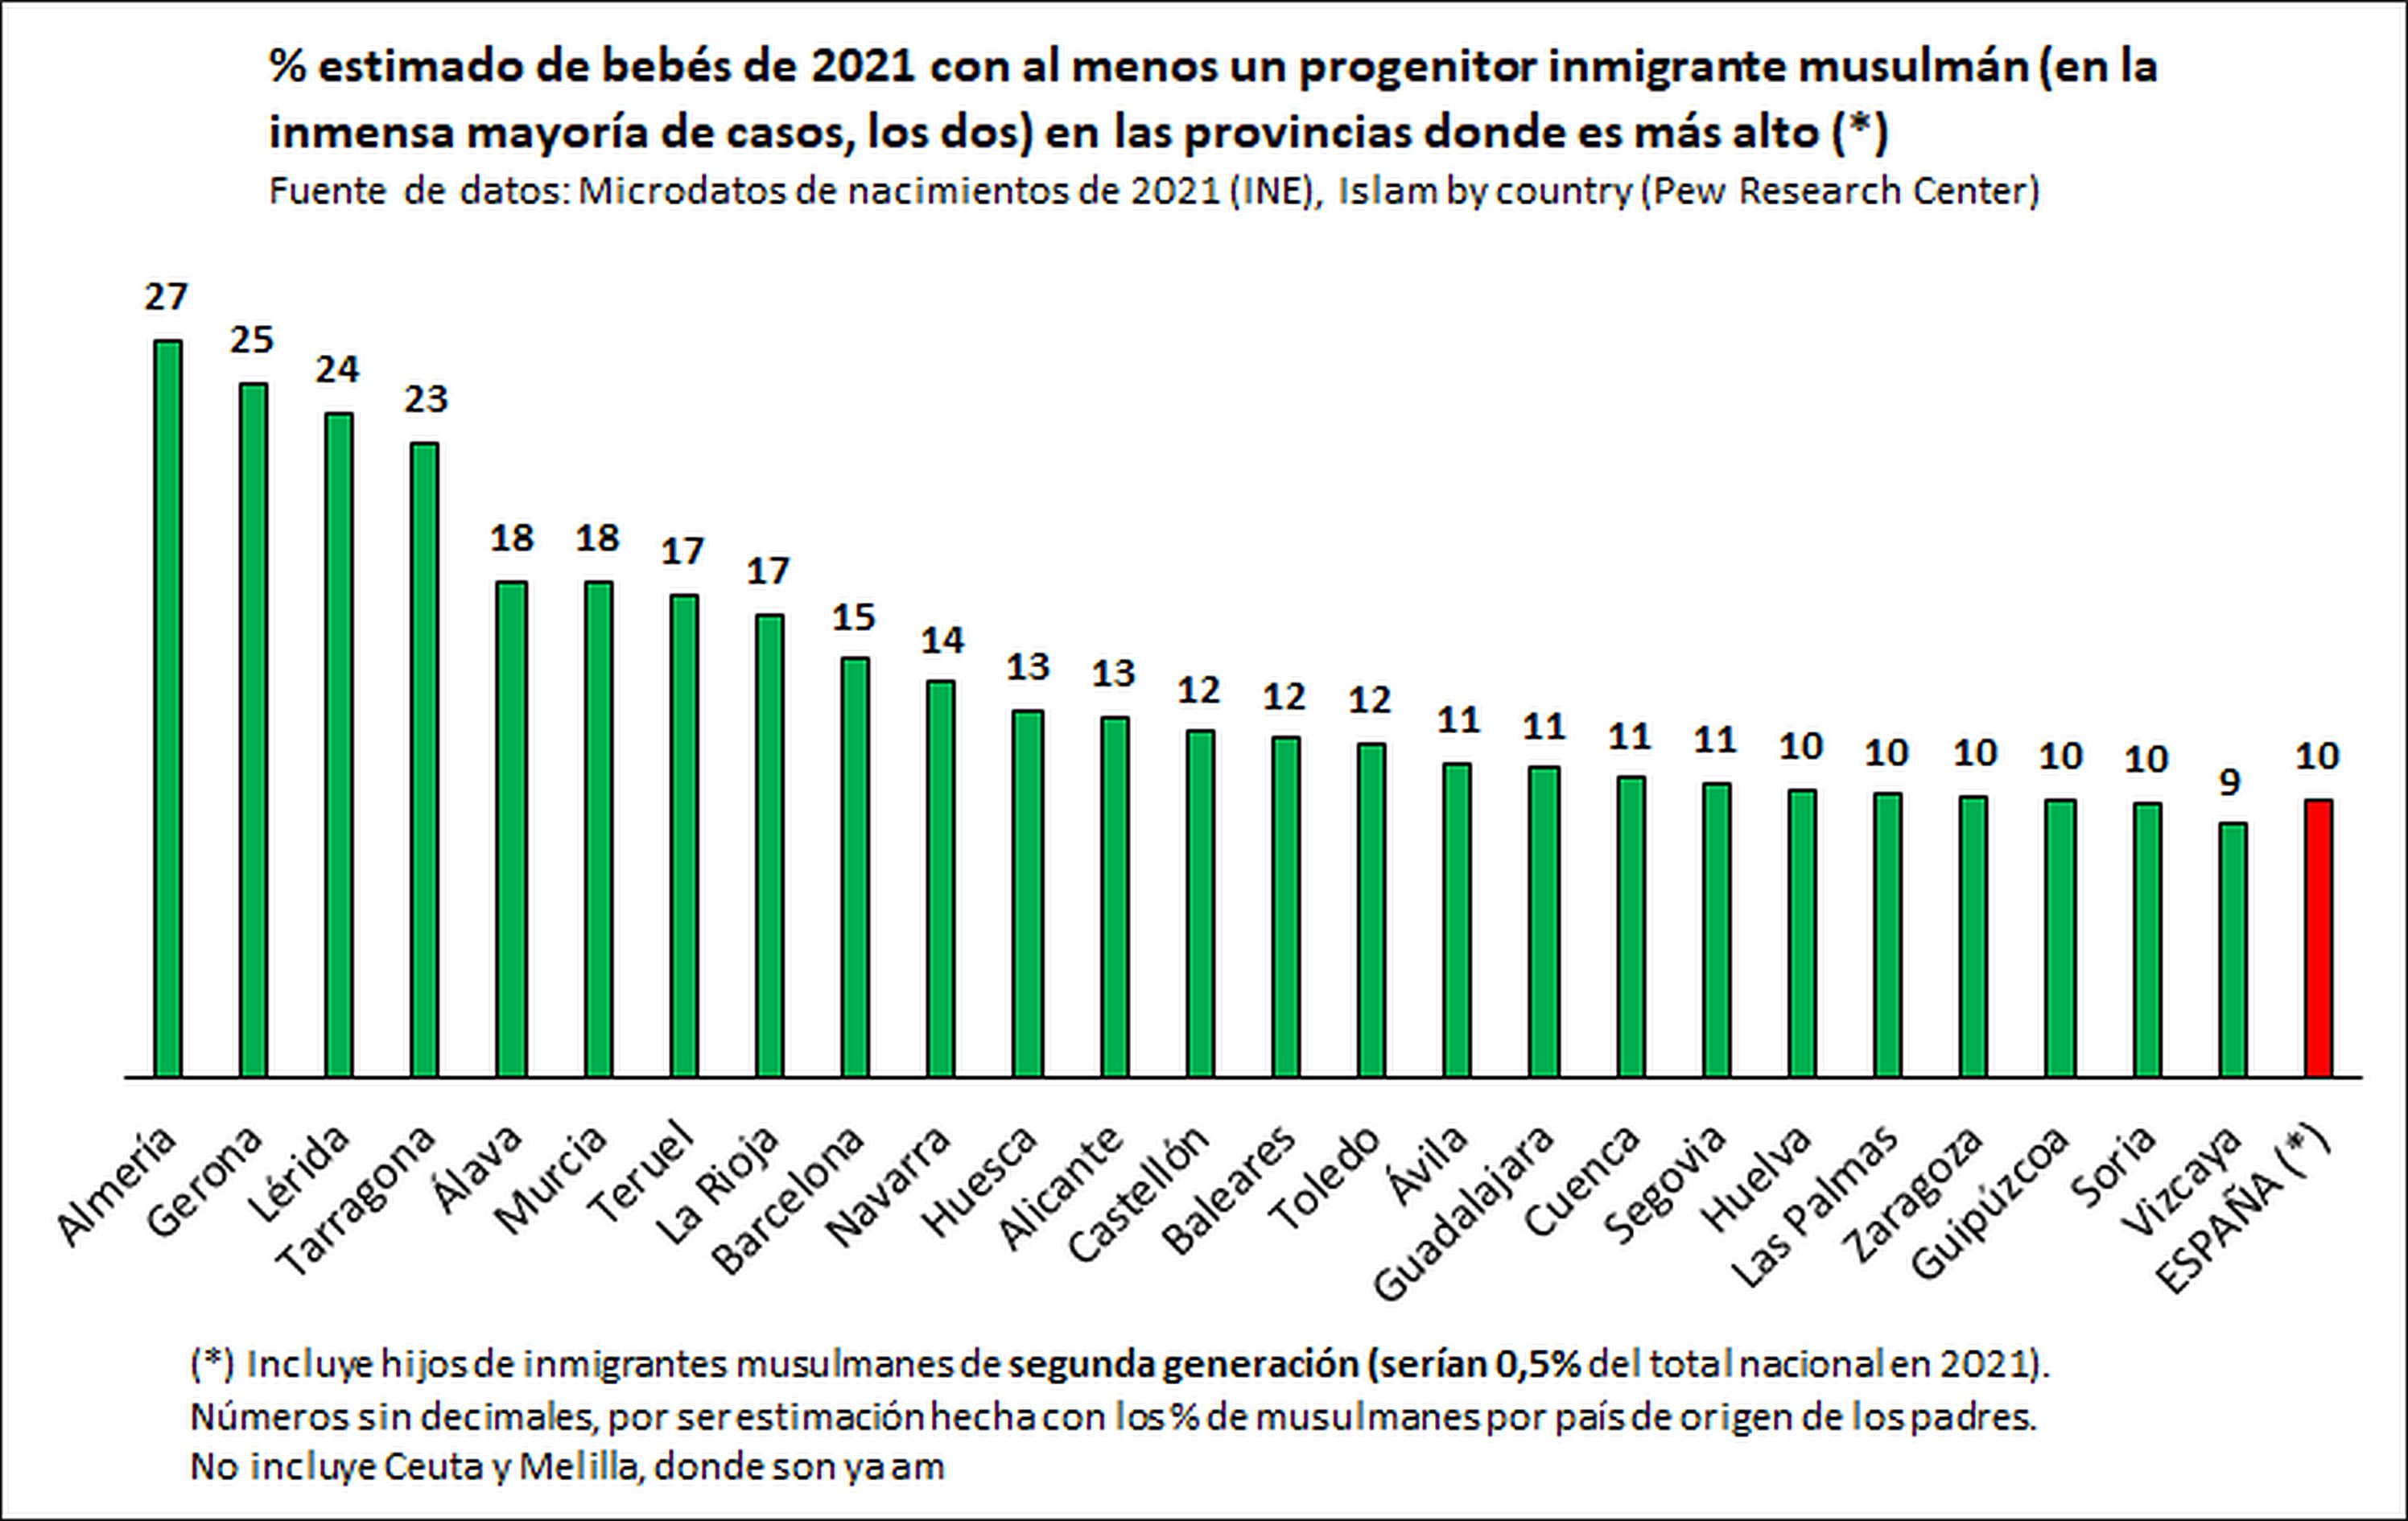 % estimado de bebés de 2021 con al menos un progenitor inmigrante musulmán (en la
inmensa mayoría de casos, los dos) en las provincias donde es más alto (*)
Fuente de datos: Microdatos de nacimientos de 2021 (INE), Islam by country (Pew Research Center)
27
25
24
23
18
18
17
17
15
14
13
13
12
12
12
11
11
11
11
10
10
10
10
10
9
10
Almería
Gerona
Lérida
Tarragona
Álava
Murcia
Teruel
La Rioja
Barcelona
Navarra
Huesca
Alicante
Castellón
Baleares
Toledo
Ávila
Guadalajara
Cuenca
Segovia
Huelva
Las Palmas
Zaragoza
Guipúzcoa
Soria
Vizcaya
ESPAÑA (*)
(*) Incluye hijos de inmigrantes musulmanes de segunda generación (serían 0,5% del total nacional en 2021).
Números sin decimales, por ser estimación hecha con los % de musulmanes por país de origen de los padres.
No incluye Ceuta y Melilla, donde son ya am